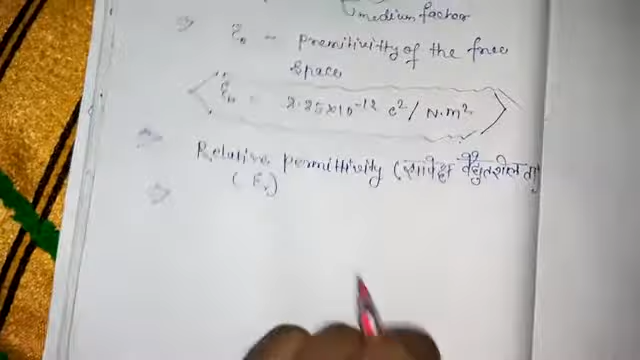 medium factor
ε₀ - premitivity of the free
space
ε₀ = 8.85×10⁻¹² c²/N.m²
Relative permittivity (सापेक्ष वैद्युतशीलता)
(εᵣ)